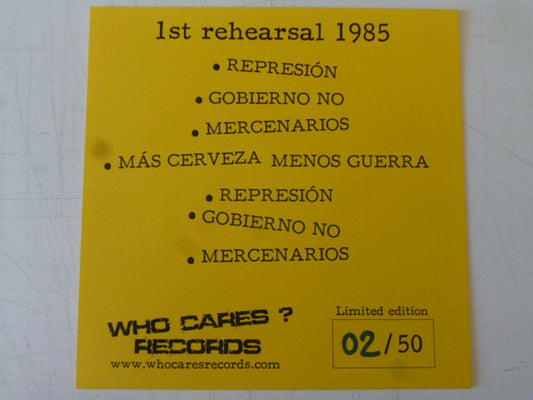 1st rehearsal 1985
• REPRESIÓN
• GOBIERNO NO
• MERCENARIOS
• MÁS CERVEZA MENOS GUERRA
• REPRESIÓN
• GOBIERNO NO
• MERCENARIOS
WHO CARES ?
RECORDS
www.whocaresrecords.com
Limited edition
02/50